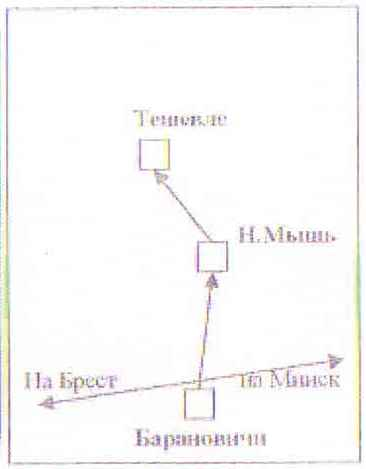 Тешевле
Н.Мышь
На Брест
на Минск
Барановичи